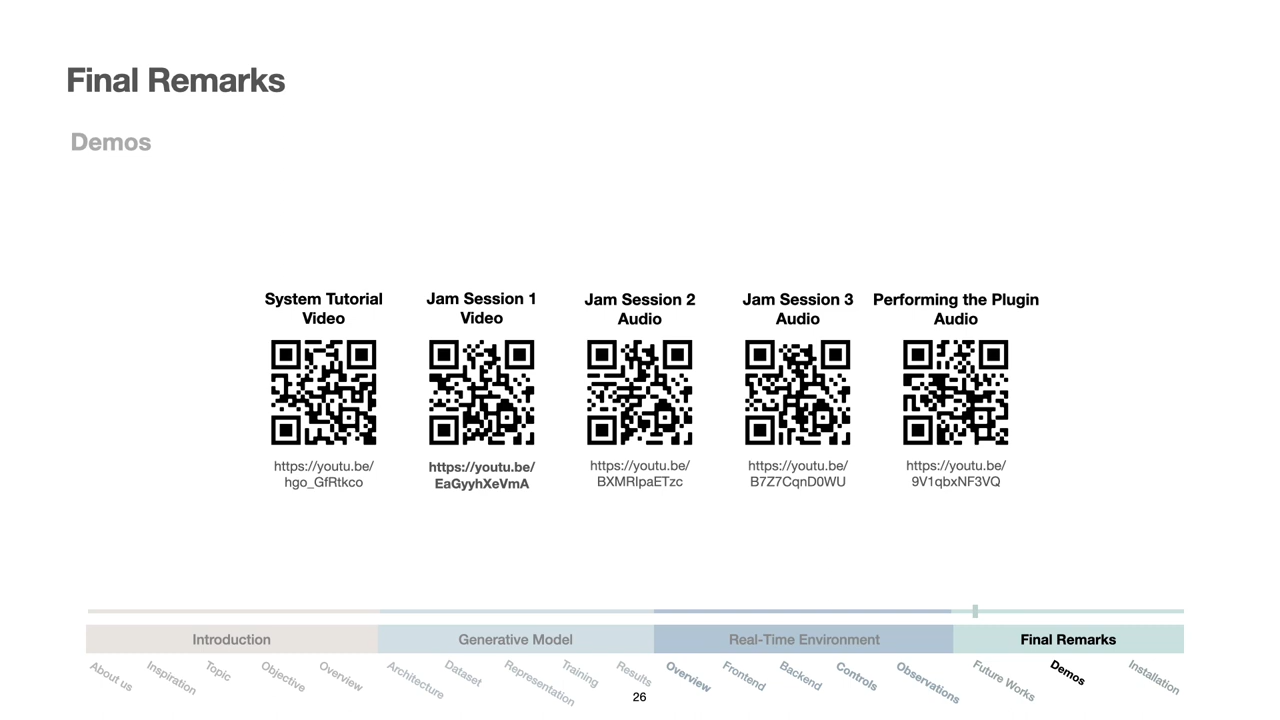 Final Remarks
Demos
System Tutorial
Video
Jam Session 1
Video
Jam Session 2
Audio
Jam Session 3
Audio
Performing the Plugin
Audio
https://youtu.be/
hgo_GfRtkco
https://youtu.be/
EaGyyhXeVmA
https://youtu.be/
BXMRlpaETzc
https://youtu.be/
B7Z7CqnD0WU
https://youtu.be/
9V1qbxNF3VQ
Introduction
Generative Model
Real-Time Environment
Final Remarks
About us
Inspiration
Topic
Objective
Overview
Architecture
Dataset
Representation
Training
Results
Overview
Frontend
Backend
Controls
Observations
Future Works
Demos
Installation
26